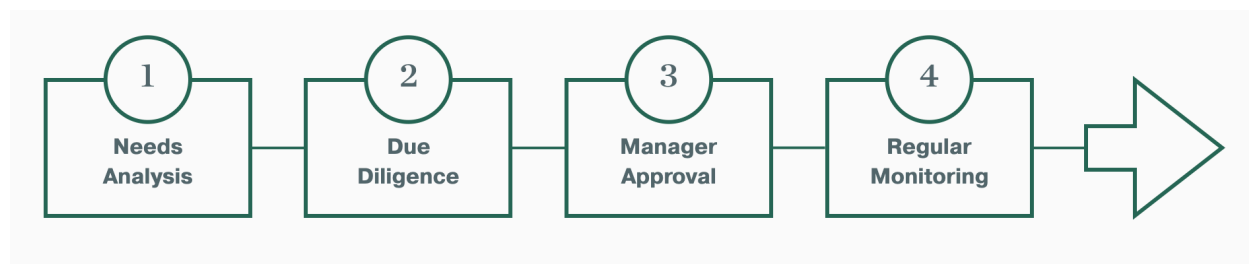 1
Needs
Analysis
2
Due
Diligence
3
Manager
Approval
4
Regular
Monitoring